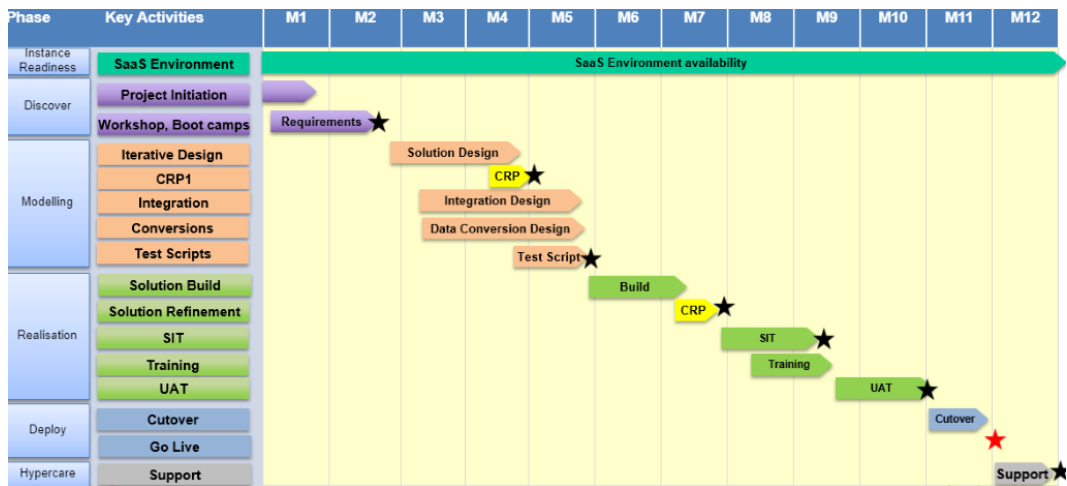 Phase Key Activities M1 M2 M3 M4 M5 M6 M7 M8 M9 M10 M11 M12
Instance
Readiness
SaaS Environment
SaaS Environment availability
Discover
Project Initiation
Workshop, Boot camps
Requirements
Modelling
Iterative Design
Solution Design
CRP1
CRP
Integration
Integration Design
Conversions
Data Conversion Design
Test Scripts
Test Script
Realisation
Solution Build
Build
Solution Refinement
CRP
SIT
SIT
Training
Training
UAT
UAT
Deploy
Cutover
Cutover
Go Live
Hypercare
Support
Support